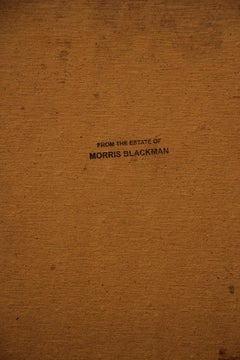 FROM THE ESTATE OF
MORRIS BLACKMAN